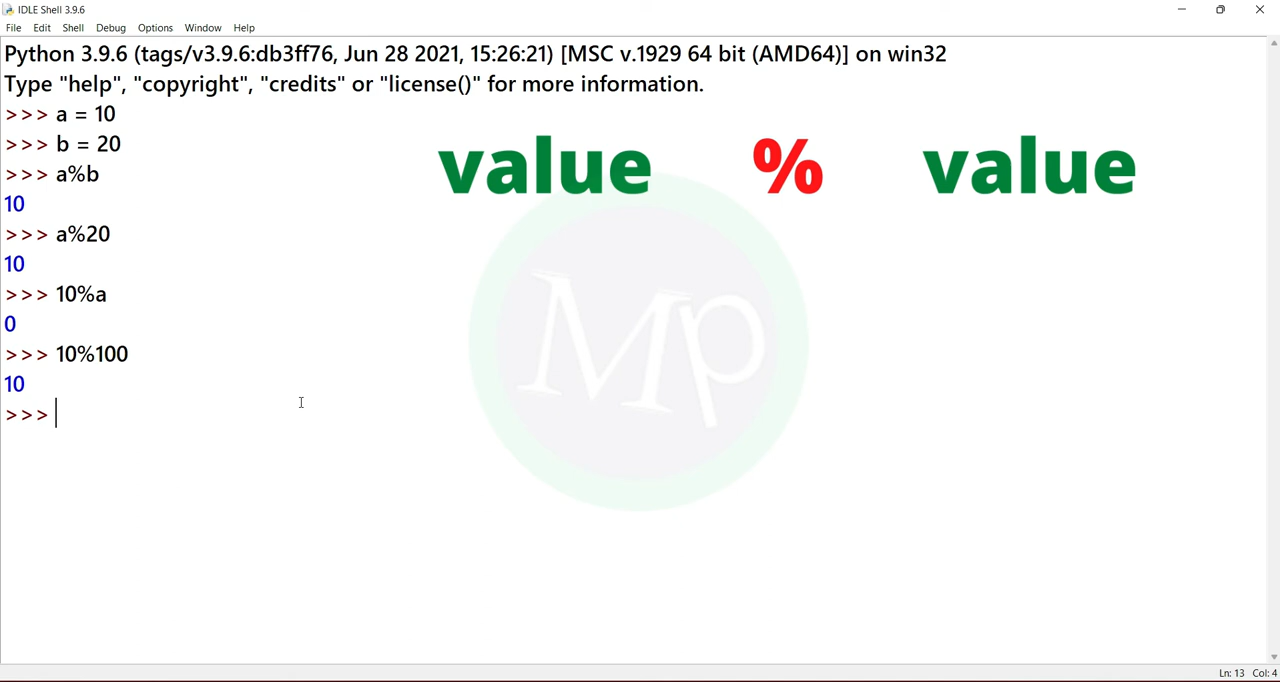 IDLE Shell 3.9.6
File Edit Shell Debug Options Window Help
Python 3.9.6 (tags/v3.9.6:db3ff76, Jun 28 2021, 15:26:21) [MSC v.1929 64 bit (AMD64)] on win32
Type "help", "copyright", "credits" or "license()" for more information.
>>> a = 10
>>> b = 20
value % value
>>> a%b
10
>>> a%20
10
>>> 10%a
0
>>> 10%100
10
>>>
Mp
Ln: 13 Col: 4